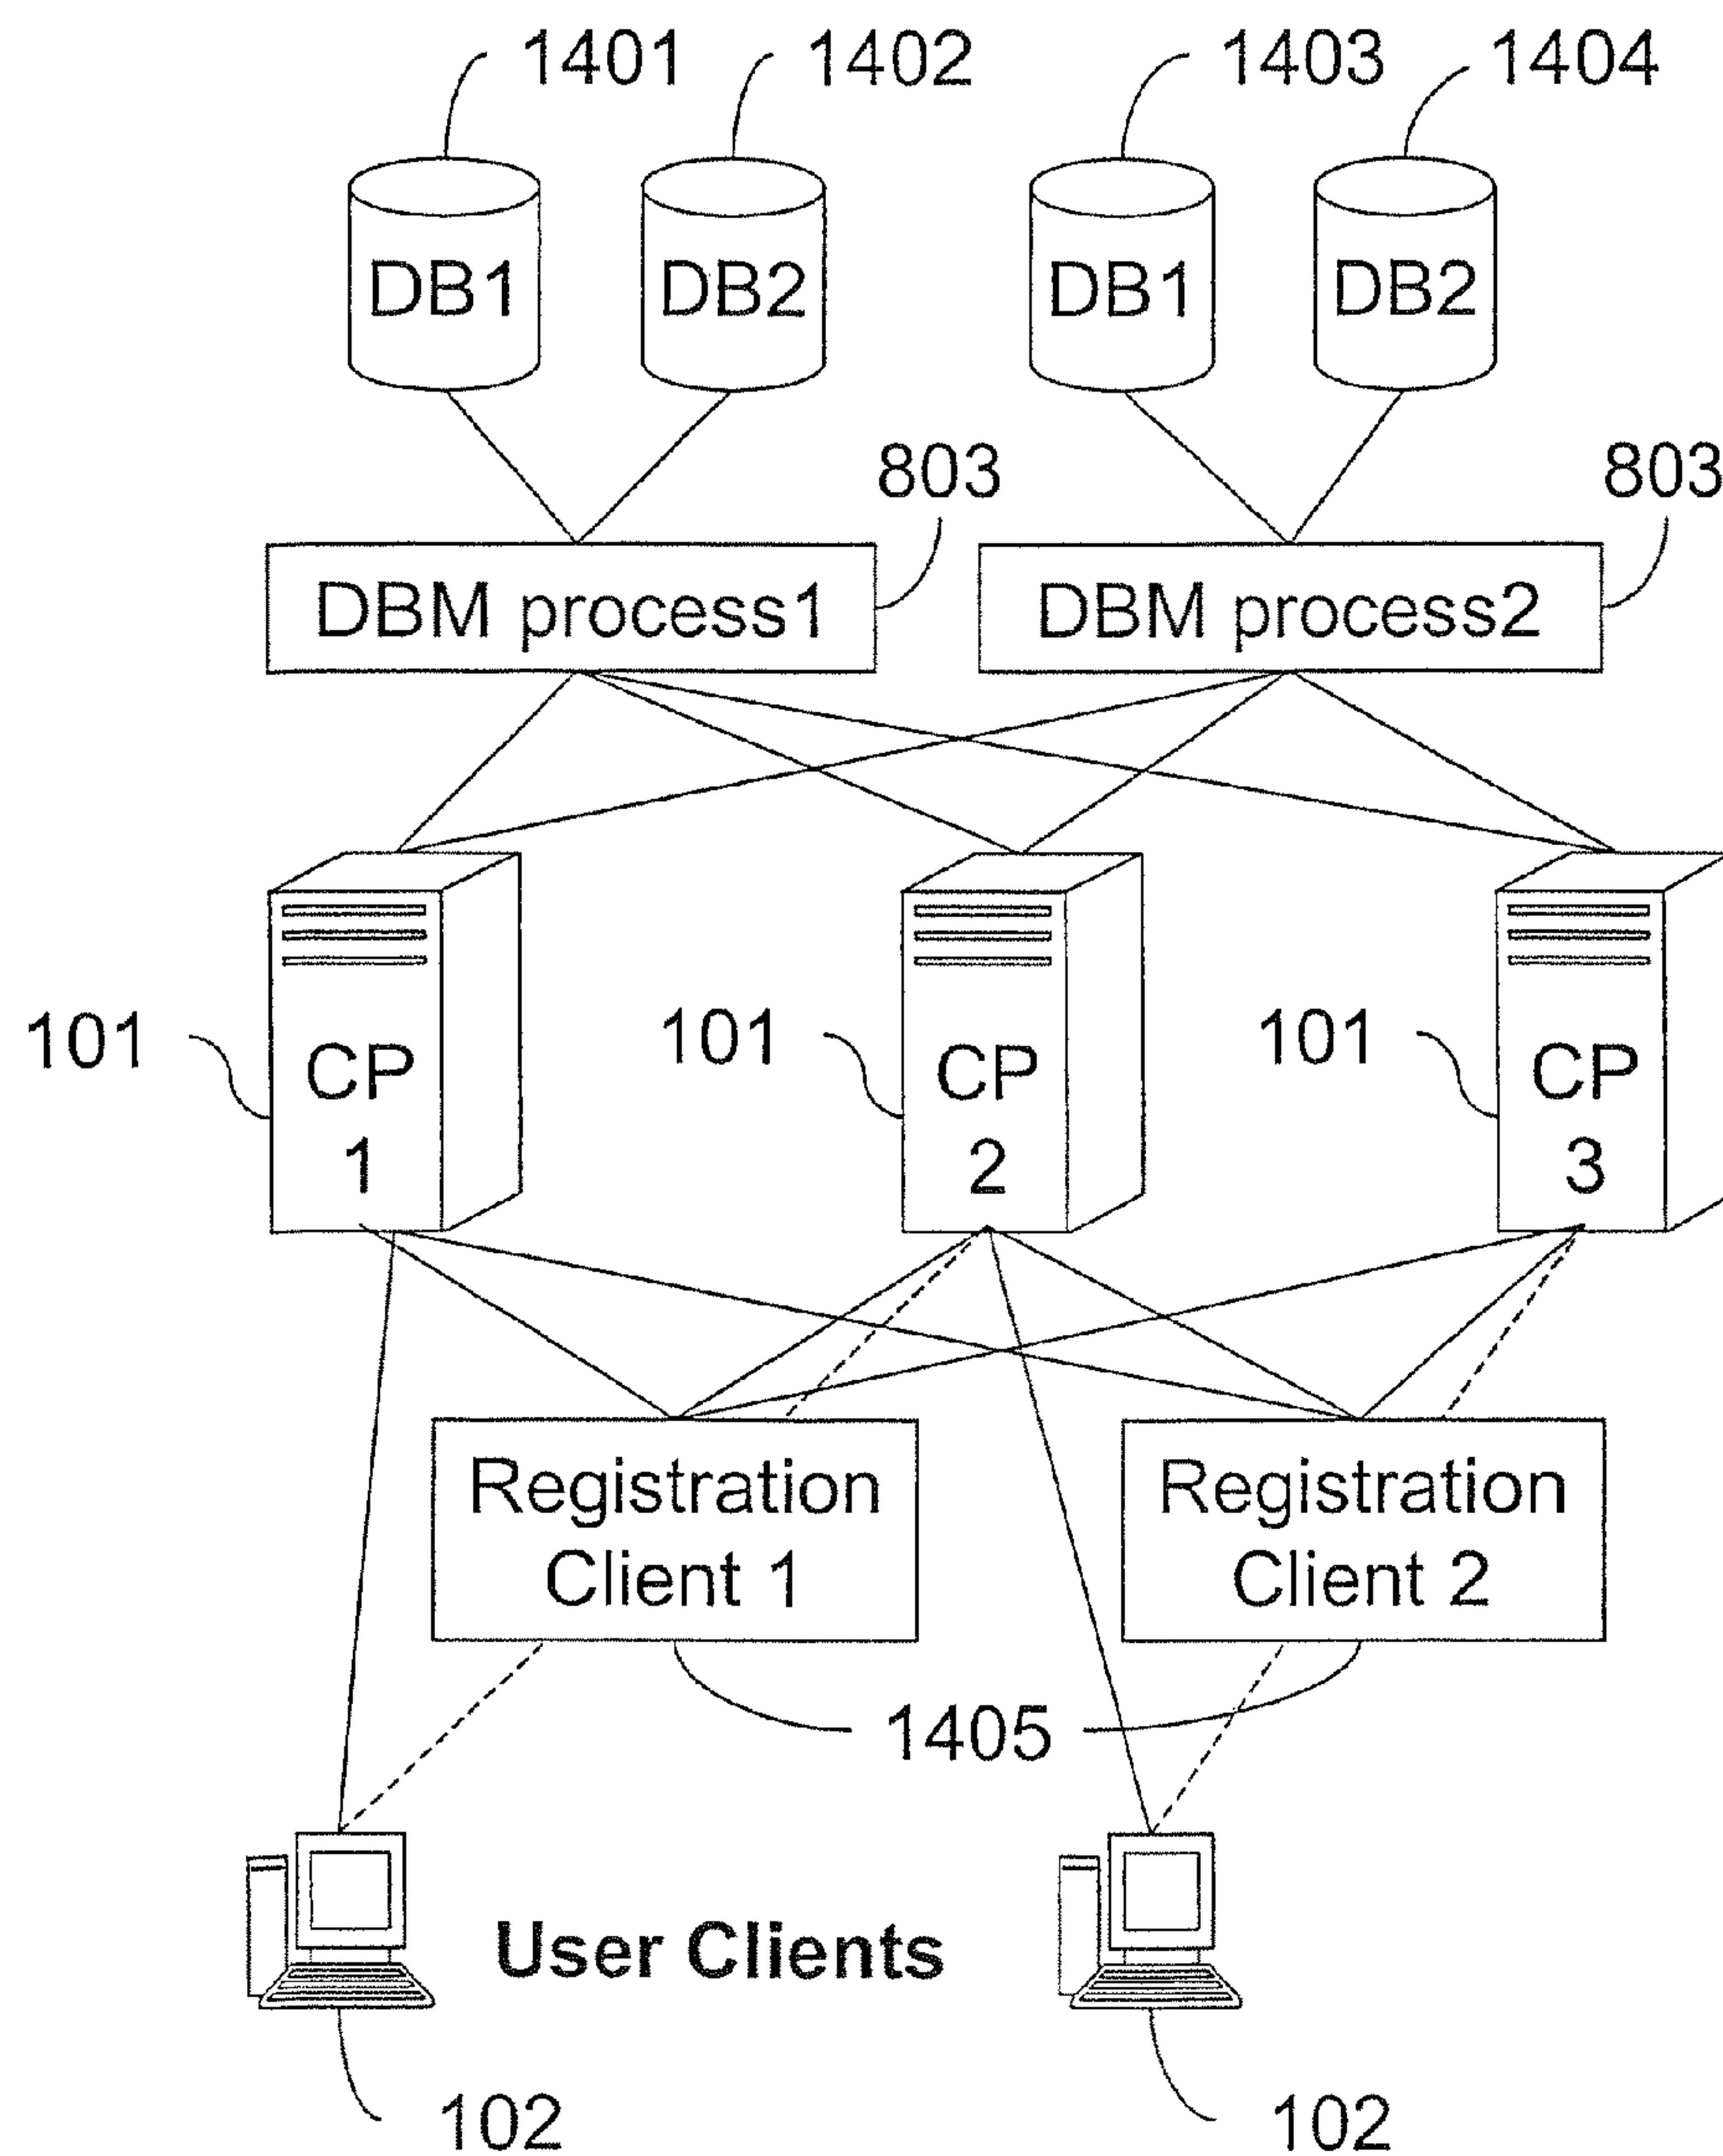 1401
1402
1403
1404
DB1
DB2
DB1
DB2
803
803
DBM process1
DBM process2
101
CP
1
101
CP
2
101
CP
3
Registration
Client 1
Registration
Client 2
1405
User Clients
102
102